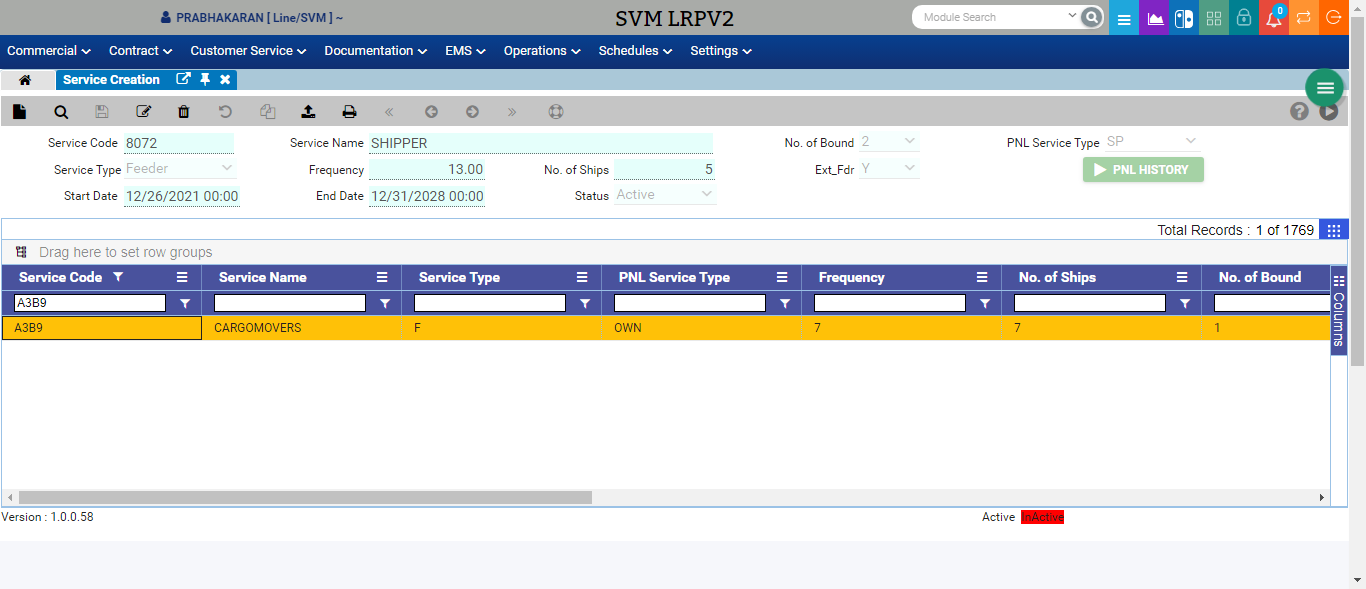 PRABHAKARAN [ Line/SVM ] ~ SVM LRPV2 Module Search 0
Commercial Contract Customer Service Documentation EMS Operations Schedules Settings
Service Creation
Service Code 8072 Service Name SHIPPER No. of Bound 2 PNL Service Type SP
Service Type Feeder Frequency 13.00 No. of Ships 5 Ext_Fdr Y PNL HISTORY
Start Date 12/26/2021 00:00 End Date 12/31/2028 00:00 Status Active
Total Records : 1 of 1769
Drag here to set row groups
Service Code Service Name Service Type PNL Service Type Frequency No. of Ships No. of Bound
A3B9
A3B9 CARGOMOVERS F OWN 7 7 1
Columns
Version : 1.0.0.58 Active InActive